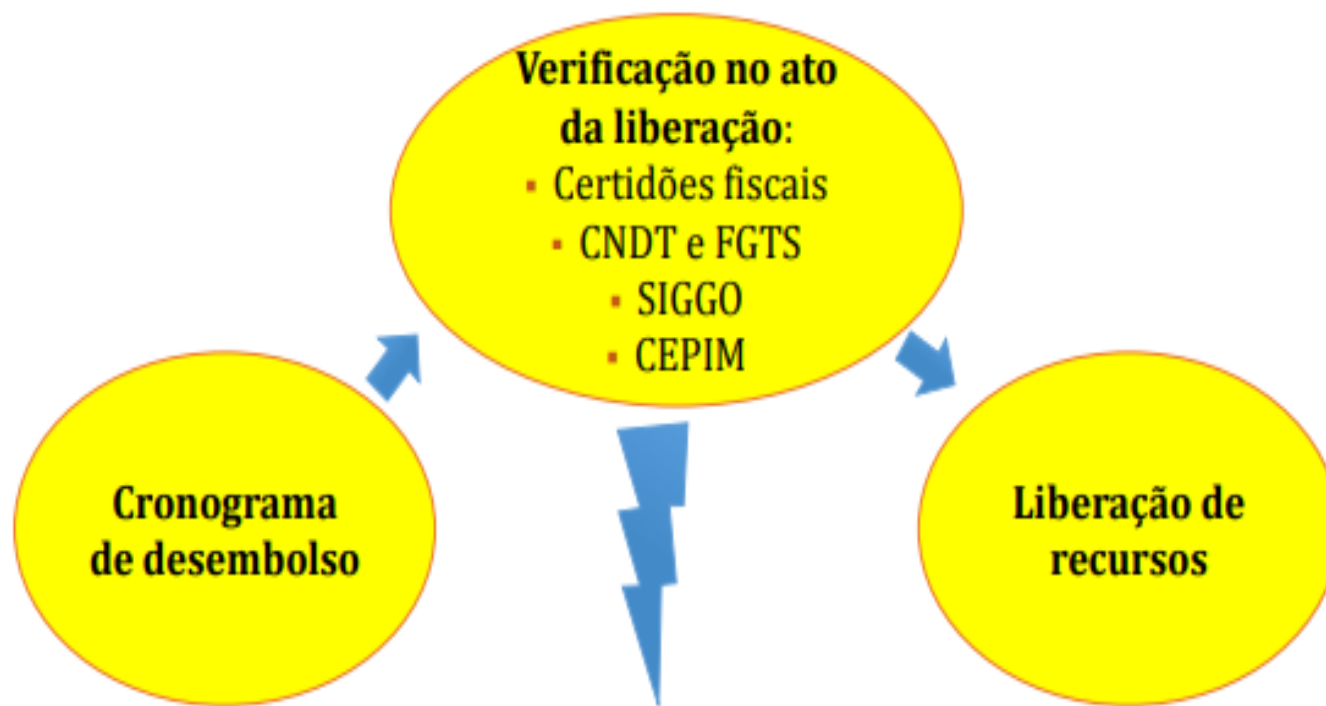 Verificação no ato
da liberação:
▪ Certidões fiscais
▪ CNDT e FGTS
▪ SIGGO
▪ CEPIM
Cronograma
de desembolso
Liberação de
recursos